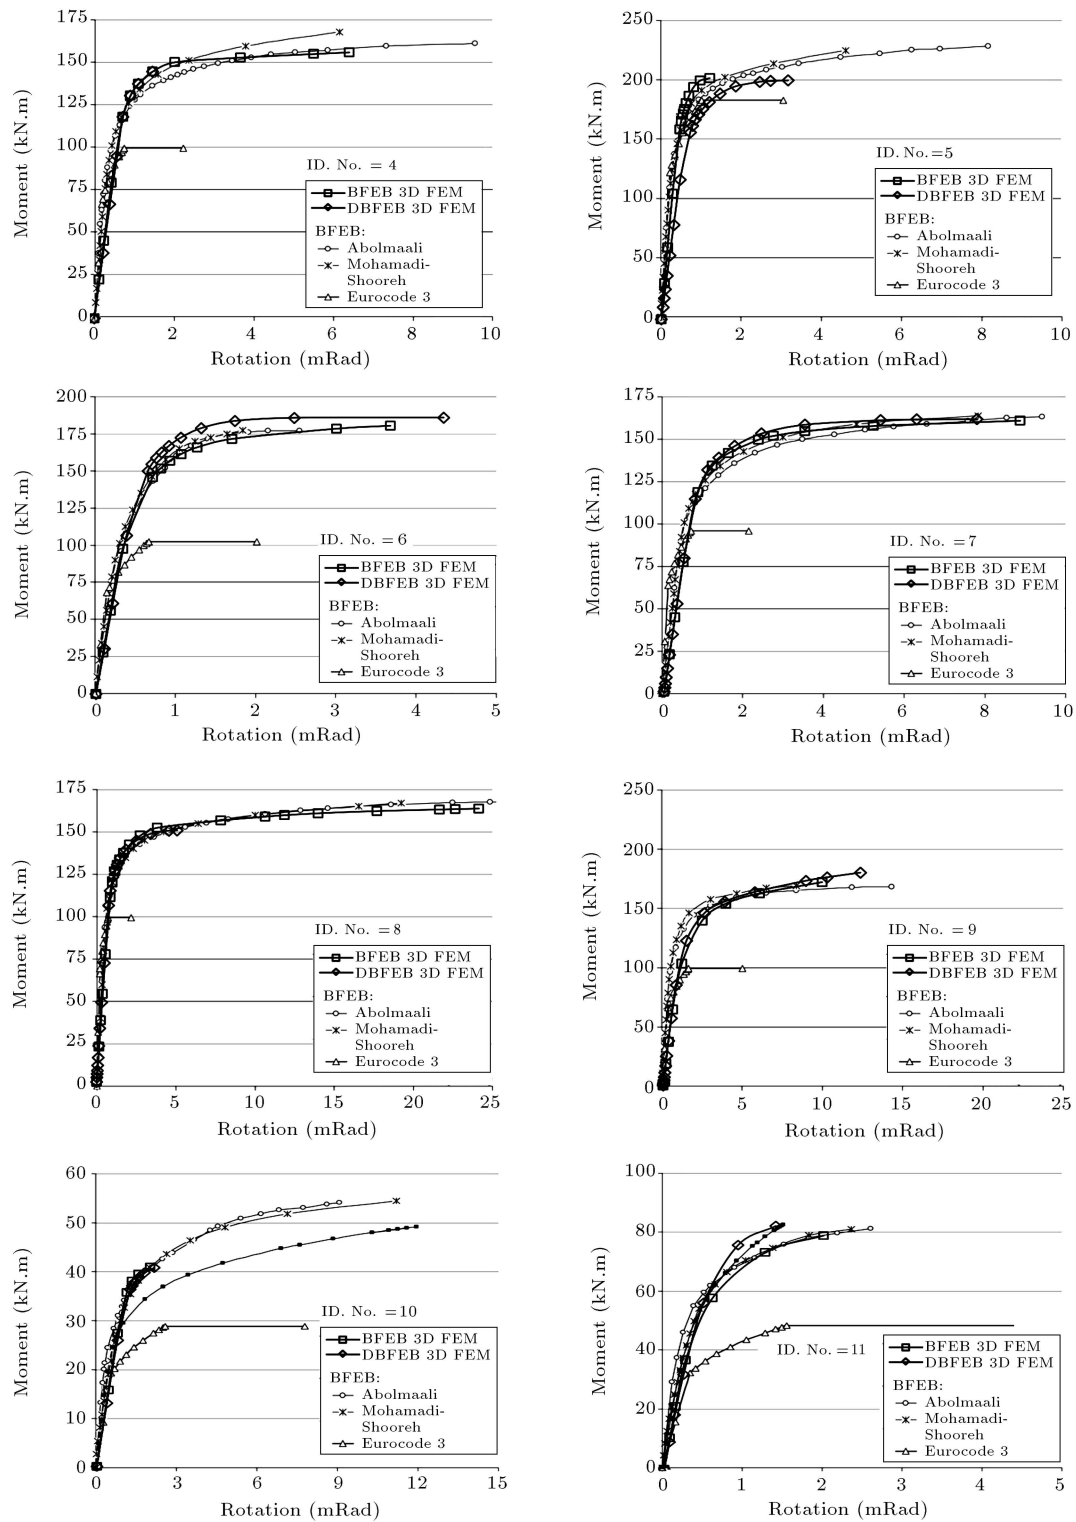 175
150
125
100
75
50
25
0
Moment (kN.m)
ID. No. = 4
BFEB 3D FEM
DBFEB 3D FEM
BFEB:
Abolmaali
Mohamadi-
Shooreh
Eurocode 3
0 2 4 6 8 10
Rotation (mRad)
250
200
150
100
50
0
Moment (kN.m)
ID. No.=5
BFEB 3D FEM
DBFEB 3D FEM
BFEB:
Abolmaali
Mohamadi-
Shooreh
Eurocode 3
0 2 4 6 8 10
Rotation (mRad)
200
175
150
125
100
75
50
25
0
Moment (kN.m)
ID. No. =6
BFEB 3D FEM
DBFEB 3D FEM
BFEB:
Abolmaali
Mohamadi-
Shooreh
Eurocode 3
0 1 2 3 4 5
Rotation (mRad)
175
150
125
100
75
50
25
0
Moment (kN.m)
ID. No. =7
BFEB 3D FEM
DBFEB 3D FEM
BFEB:
Abolmaali
Mohamadi-
Shooreh
Eurocode 3
0 2 4 6 8 10
Rotation (mRad)
175
150
125
100
75
50
25
0
Moment (kN.m)
ID. No. =8
BFEB 3D FEM
DBFEB 3D FEM
BFEB:
Abolmaali
Mohamadi-
Shooreh
Eurocode 3
0 5 10 15 20 25
Rotation (mRad)
250
200
150
100
50
0
Moment (kN.m)
ID. No. =9
BFEB 3D FEM
DBFEB 3D FEM
BFEB:
Abolmaali
Mohamadi-
Shooreh
Eurocode 3
0 5 10 15 20 25
Rotation (mRad)
60
50
40
30
20
10
0
Moment (kN.m)
ID. No. =10
BFEB 3D FEM
DBFEB 3D FEM
BFEB:
Abolmaali
Mohamadi-
Shooreh
Eurocode 3
0 3 6 9 12 15
Rotation (mRad)
100
80
60
40
20
0
Moment (kN.m)
ID. No. =11
BFEB 3D FEM
DBFEB 3D FEM
BFEB:
Abolmaali
Mohamadi-
Shooreh
Eurocode 3
0 1 2 3 4 5
Rotation (mRad)